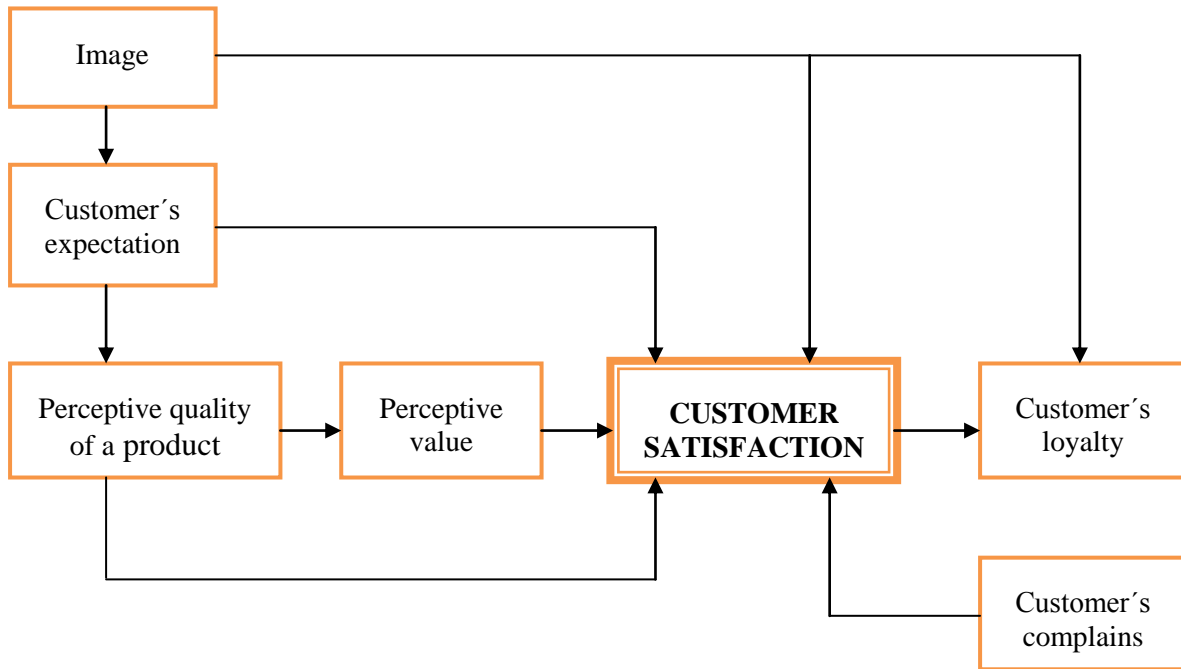 Image
Customer´s
expectation
Perceptive quality
of a product
Perceptive
value
CUSTOMER
SATISFACTION
Customer´s
loyalty
Customer´s
complains